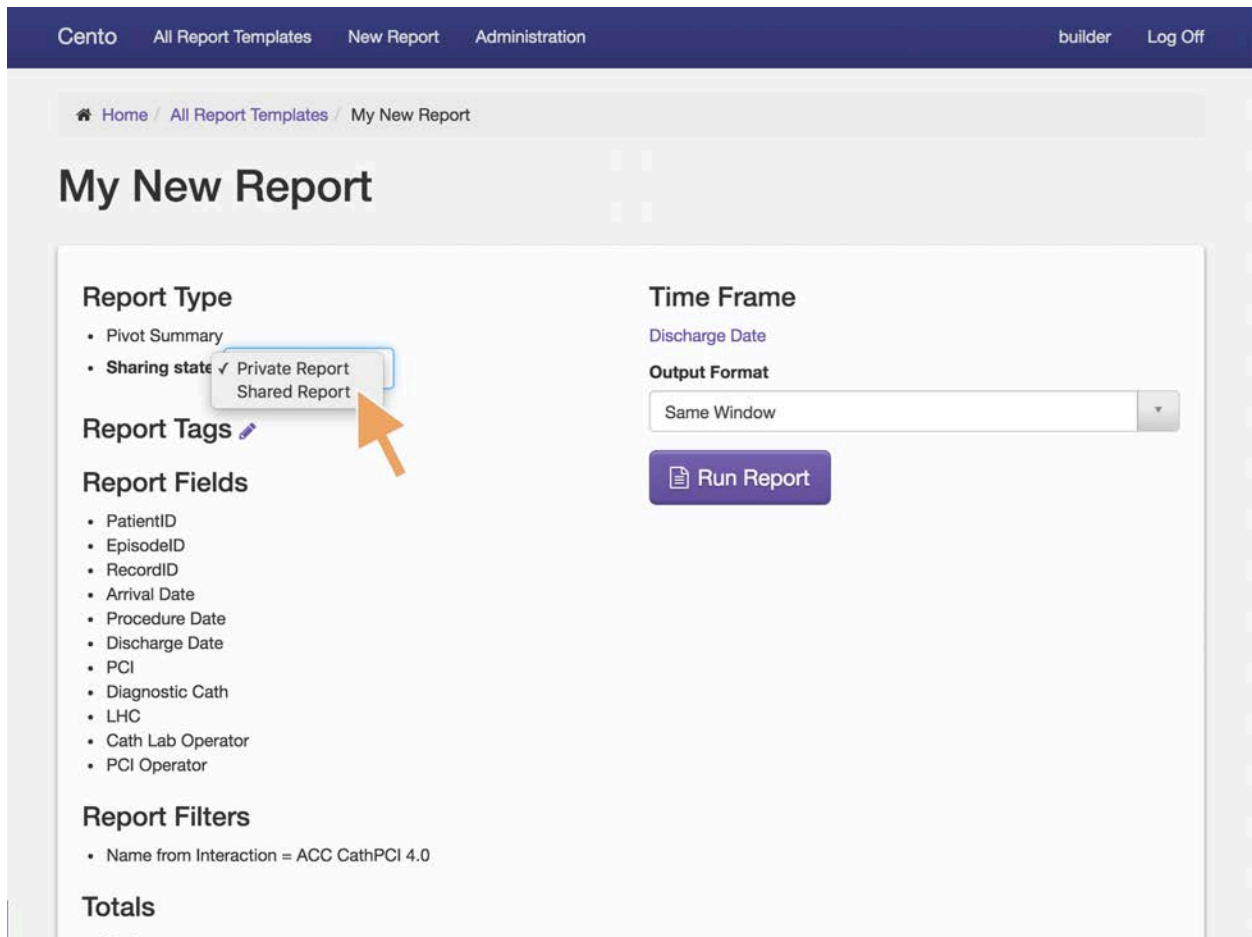 Cento All Report Templates New Report Administration builder Log Off
Home / All Report Templates / My New Report
My New Report
Report Type
• Pivot Summary
• Sharing state
✓ Private Report
Shared Report
Report Tags
Report Fields
• PatientID
• EpisodeID
• RecordID
• Arrival Date
• Procedure Date
• Discharge Date
• PCI
• Diagnostic Cath
• LHC
• Cath Lab Operator
• PCI Operator
Report Filters
• Name from Interaction = ACC CathPCI 4.0
Totals
Time Frame
Discharge Date
Output Format
Same Window
Run Report